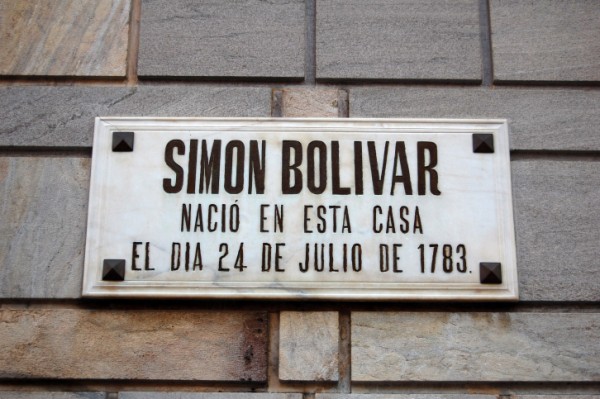 SIMON BOLIVAR
NACIÓ EN ESTA CASA
EL DIA 24 DE JULIO DE 1783.